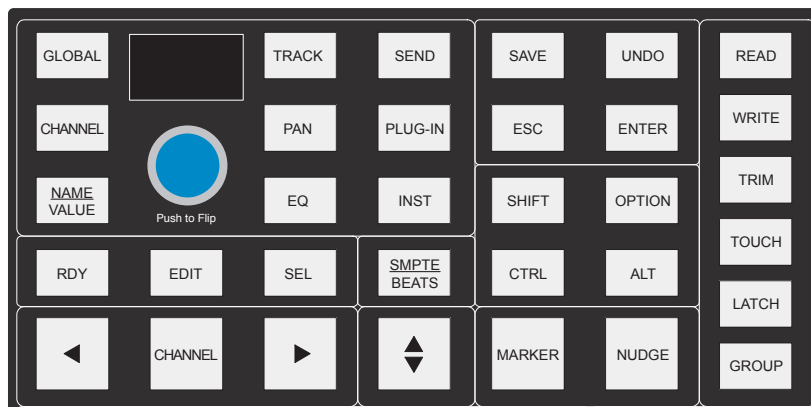 GLOBAL
TRACK
SEND
SAVE
UNDO
READ
CHANNEL
PAN
PLUG-IN
ESC
ENTER
WRITE
NAME
VALUE
Push to Flip
EQ
INST
SHIFT
OPTION
TRIM
TOUCH
RDY
EDIT
SEL
SMPTE
BEATS
CTRL
ALT
LATCH
CHANNEL
MARKER
NUDGE
GROUP